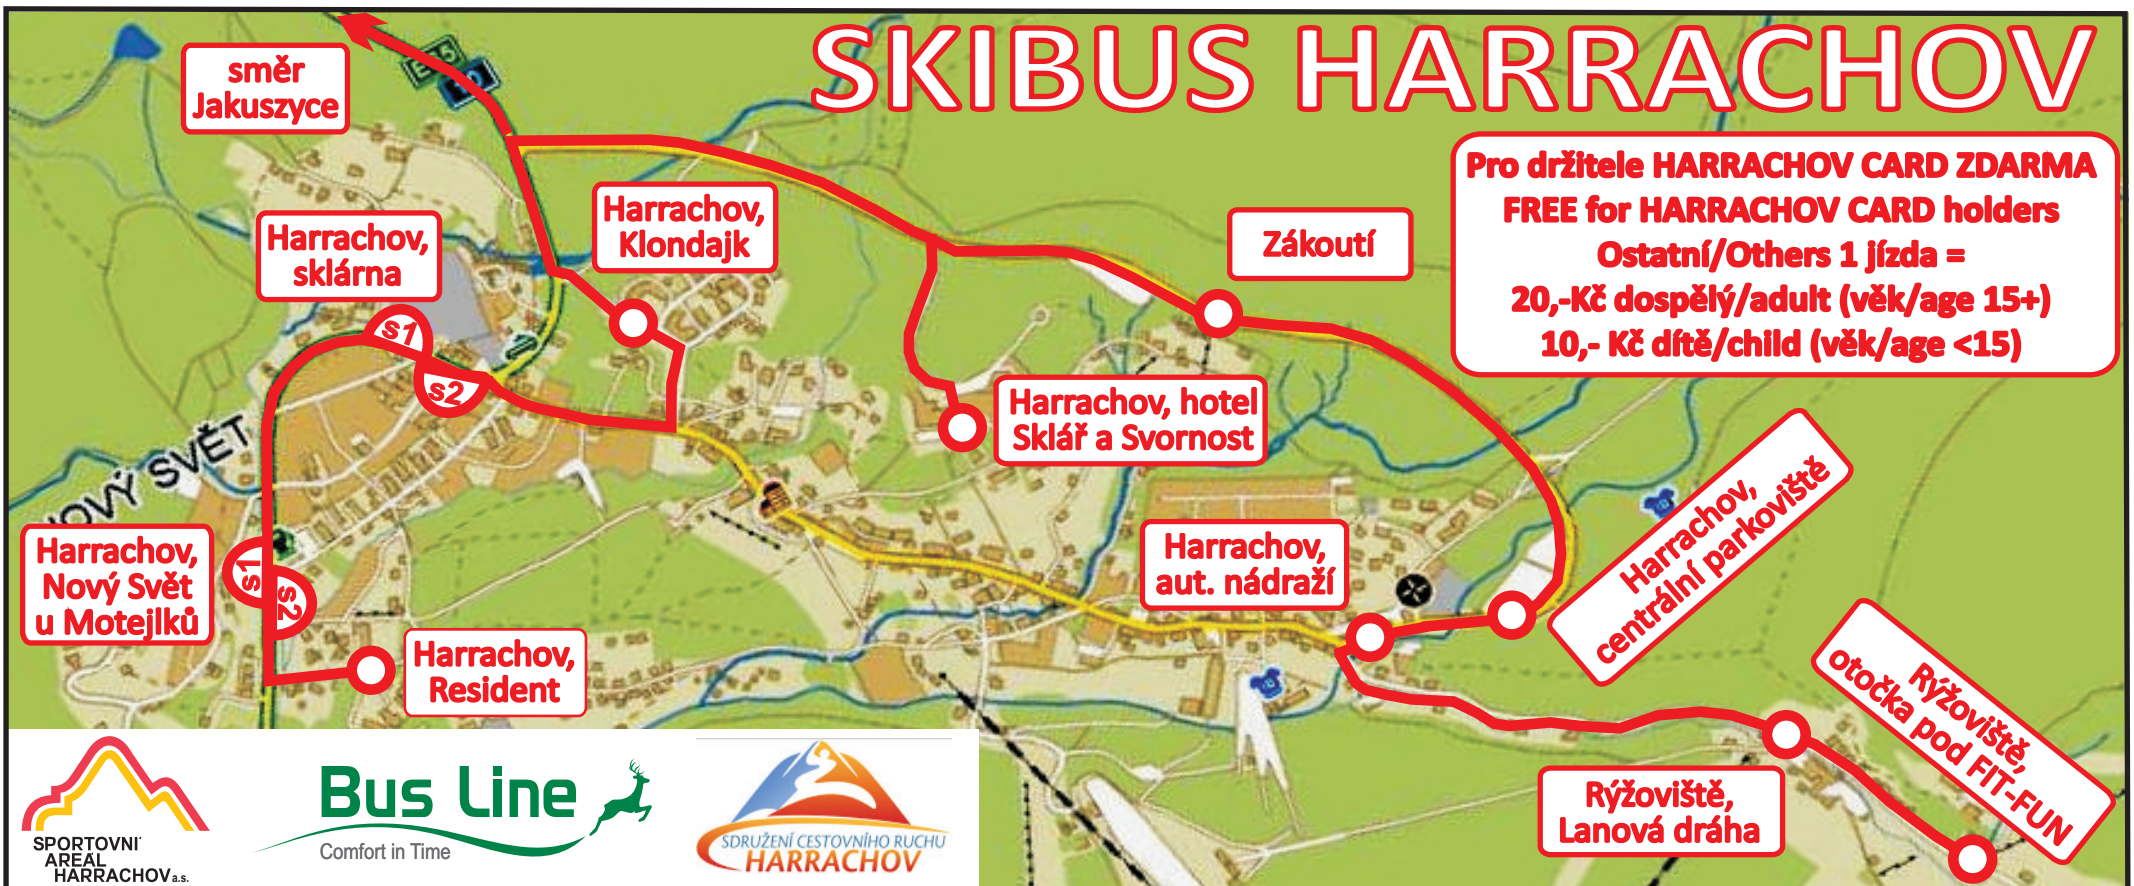 SKIBUS HARRACHOV
směr
Jakuszyce
E65
Pro držitele HARRACHOV CARD ZDARMA
FREE for HARRACHOV CARD holders
Ostatní/Others 1 jízda =
20,-Kč dospělý/adult (věk/age 15+)
10,- Kč dítě/child (věk/age <15)
Harrachov,
Klondajk
Harrachov,
sklárna
Zákoutí
s1
s2
Harrachov, hotel
Sklář a Svornost
NOVÝ SVĚT
Harrachov,
centrální parkoviště
Harrachov,
aut. nádraží
Harrachov,
Nový Svět
u Motejlků
s1
s2
Harrachov,
Resident
Rýžoviště,
otočka pod FIT-FUN
Rýžoviště,
Lanová dráha
SPORTOVNÍ
AREÁL
HARRACHOV a.s.
Bus Line
Comfort in Time
SDRUŽENÍ CESTOVNÍHO RUCHU
HARRACHOV